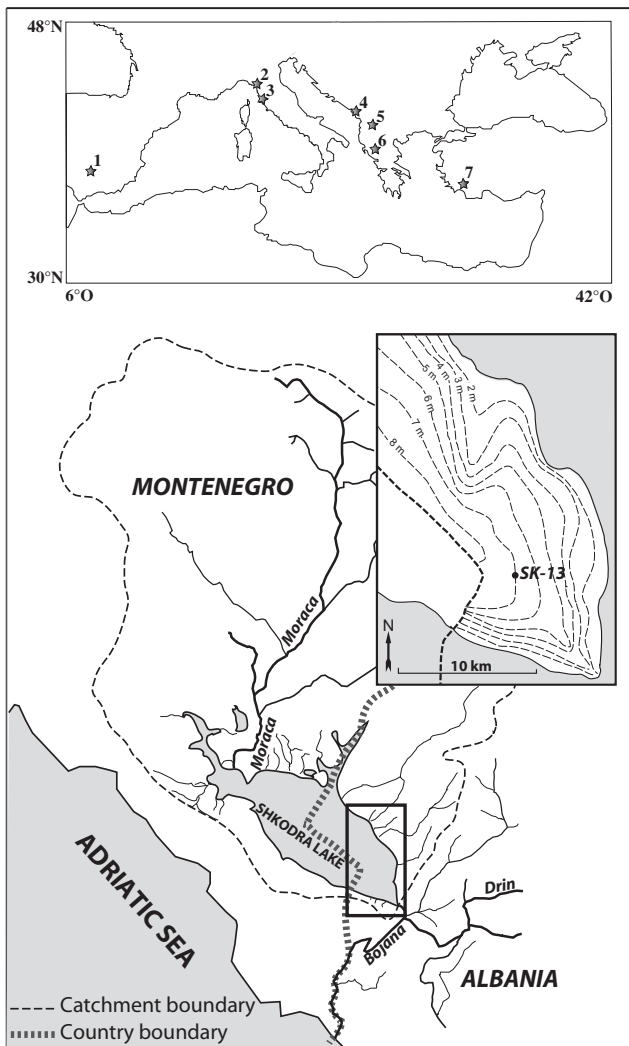 48°N
2
3
4
5
6
1
7
30°N
6°O
42°O
2 m
3 m
4 m
5 m
6 m
7 m
8 m
MONTENEGRO
SK-13
Moraca
N
10 km
Moraca
SHKODRA LAKE
ADRIATIC SEA
Drin
Bojana
ALBANIA
Catchment boundary
Country boundary